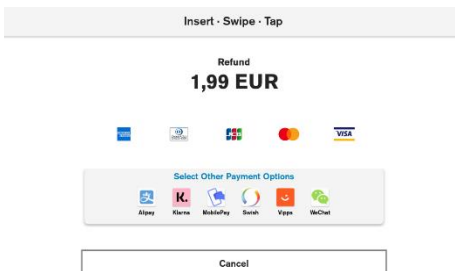 Insert · Swipe · Tap
Refund
1,99 EUR
JCB VISA
Select Other Payment Options
K.
Alipay Klarna MobilePay Swish Vipps WeChat
Cancel